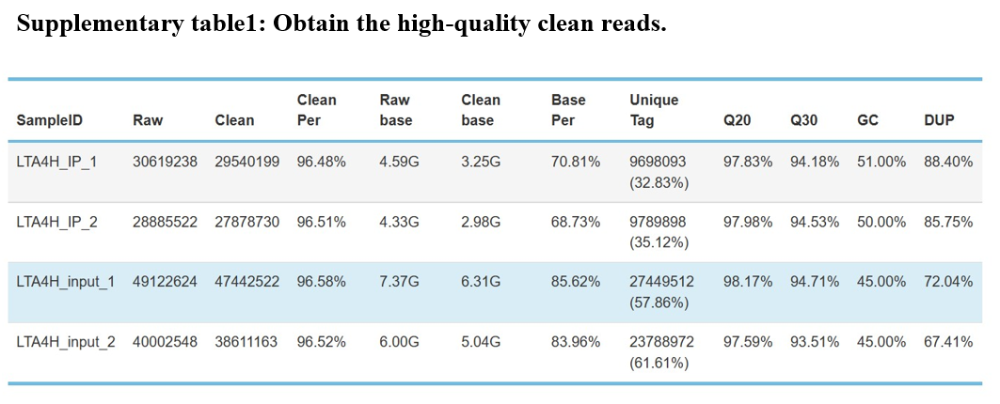 Supplementary table1: Obtain the high-quality clean reads.
SampleID Raw Clean Clean Per Raw base Clean base Base Per Unique Tag Q20 Q30 GC DUP
LTA4H_IP_1 30619238 29540199 96.48% 4.59G 3.25G 70.81% 9698093 97.83% 94.18% 51.00% 88.40%
(32.83%)
LTA4H_IP_2 28885522 27878730 96.51% 4.33G 2.98G 68.73% 9789898 97.98% 94.53% 50.00% 85.75%
(35.12%)
LTA4H_input_1 49122624 47442522 96.58% 7.37G 6.31G 85.62% 27449512 98.17% 94.71% 45.00% 72.04%
(57.86%)
LTA4H_input_2 40002548 38611163 96.52% 6.00G 5.04G 83.96% 23788972 97.59% 93.51% 45.00% 67.41%
(61.61%)